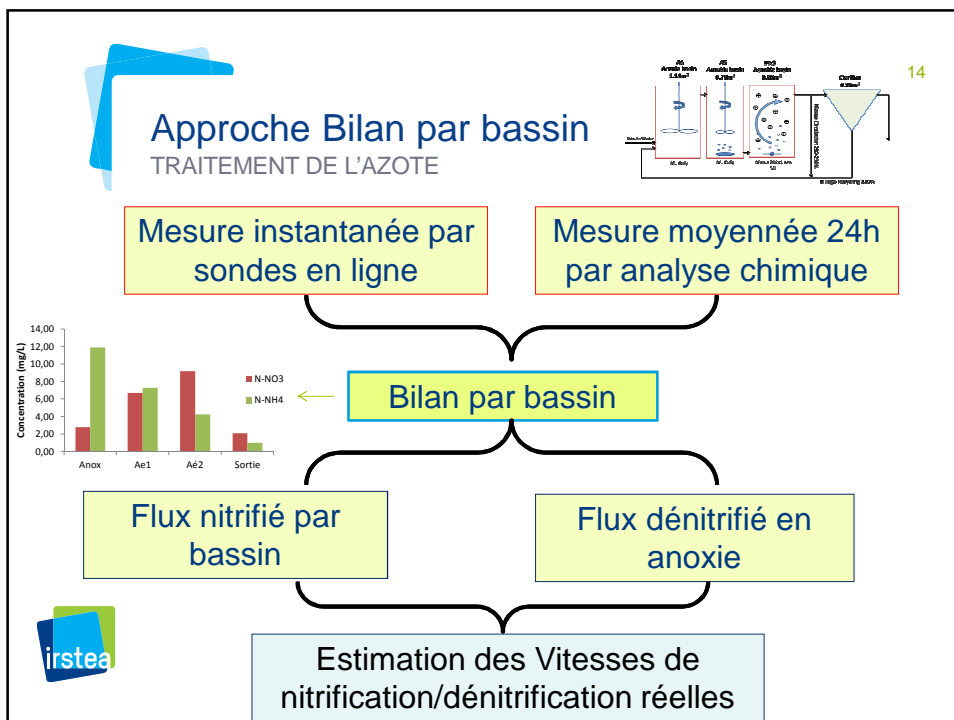 14
Approche Bilan par bassin
TRAITEMENT DE L'AZOTE
Clarifier
Mesure instantanée par
sondes en ligne
Mesure moyennée 24h
par analyse chimique
Concentration (mg/L)
14,00
12,00
10,00
8,00
6,00
4,00
2,00
0,00
Anox
Ae1
Aé2
Sortie
N-NO3
N-NH4
Bilan par bassin
Flux nitrifié par
bassin
Flux dénitrifié en
anoxie
irstea
Estimation des Vitesses de
nitrification/dénitrification réelles